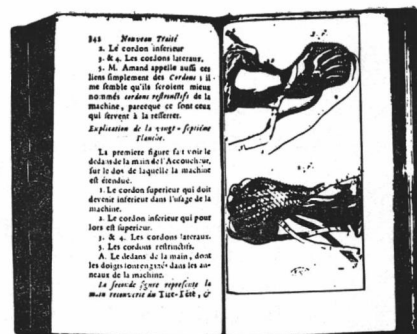 342 Nouveau Traité
2. Le cordon inferieur
3. & 4. Les cordons lateraux.
5. M. Amand appelle aussi ces
liens simplement des Cordons ; il
me semble qu'ils seroient mieux
nommés cordons restrinctifs de la
machine, parceque ce sont ceux
qui servent à la resserrer.
Explication de la vingt-septiéme
Planche.
La premiere figure fait voir le
dedans de la main de l'Accoucheur,
sur le dos de laquelle la machine
est étenduë.
1. Le cordon superieur qui doit
devenir inferieur dans l'usage de la
machine.
2. Le cordon inferieur qui pour
lors est superieur.
3. & 4. Les cordons lateraux.
5. Les cordons restrinctifs.
A. Le dedans de la main, dont
les doigts sont engagés dans les an-
neaux de la machine.
La seconde figure represente la
main recouverte du Tire-Tête, &